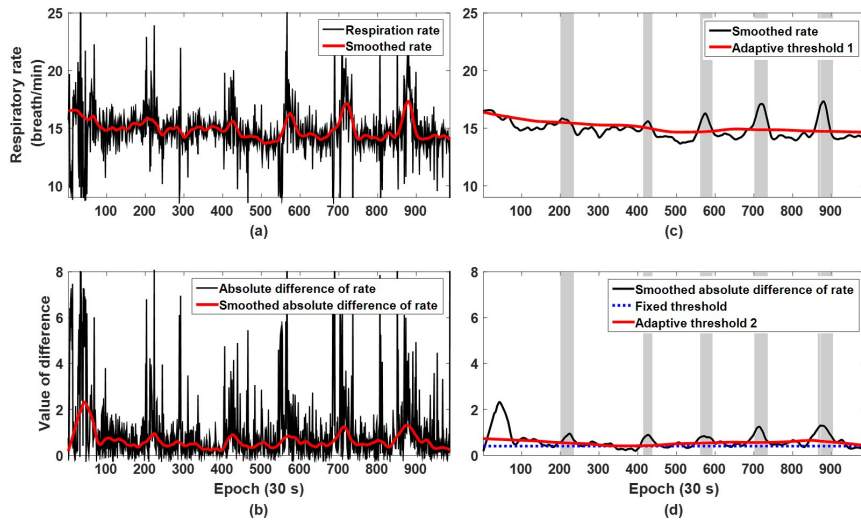 25
20
15
10
Respiratory rate
(breath/min)
Respiration rate
Smoothed rate
100 200 300 400 500 600 700 800 900
(a)
25
20
15
10
Smoothed rate
Adaptive threshold 1
100 200 300 400 500 600 700 800 900
(c)
8
6
4
2
0
Value of difference
Absolute difference of rate
Smoothed absolute difference of rate
100 200 300 400 500 600 700 800 900
Epoch (30 s)
(b)
8
6
4
2
0
Smoothed absolute difference of rate
Fixed threshold
Adaptive threshold 2
100 200 300 400 500 600 700 800 900
Epoch (30 s)
(d)